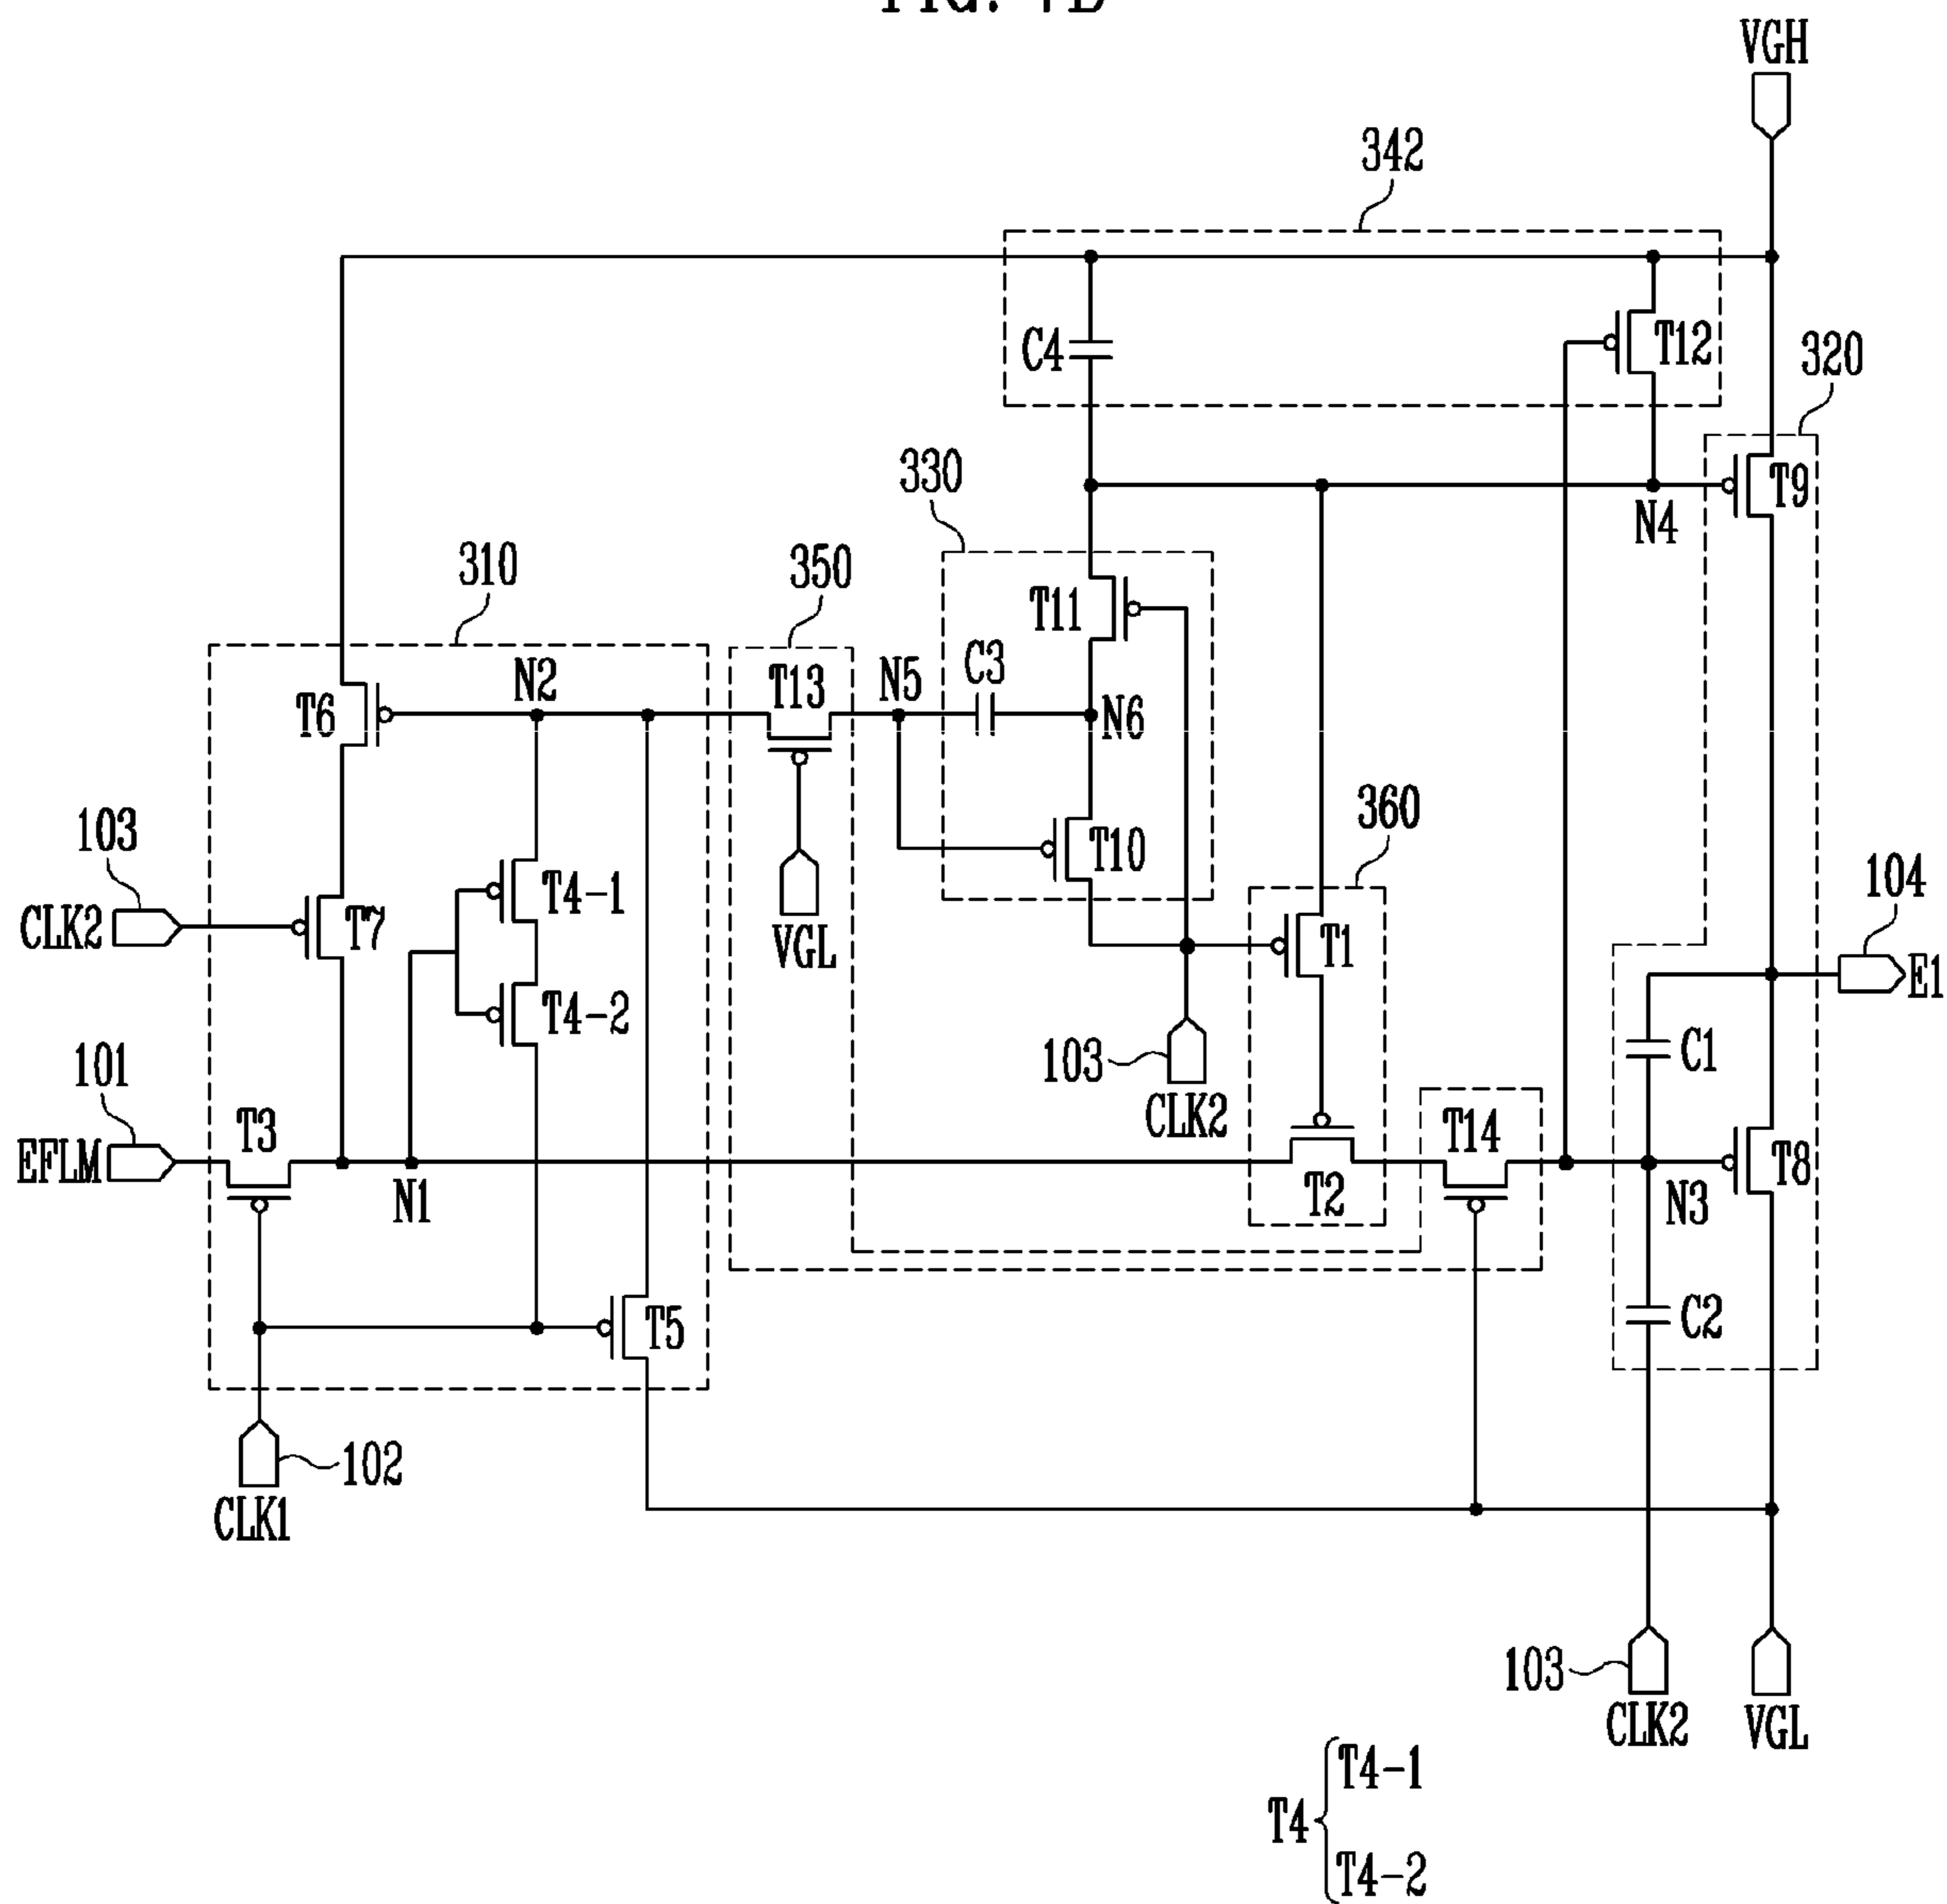 VGH
342
C4
T12
320
330
T9
N4
310
350
T11
N2
T13
N5
C3
T6
N6
103
360
T10
104
T4-1
CLK2
T7
VGL
T1
E1
T4-2
101
103
C1
T3
CLK2
T14
EFLM
T8
N1
T2
N3
C2
T5
102
CLK1
103
CLK2
VGL
T4-1
T4
T4-2